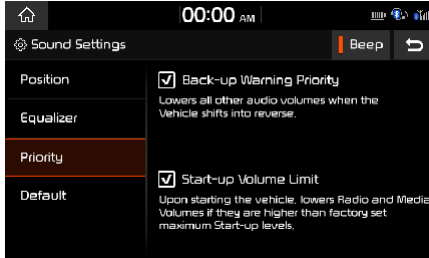 00:00 AM
Sound Settings
Beep
Position
Back-up Warning Priority
Lowers all other audio volumes when the
Vehicle shifts into reverse.
Equalizer
Priority
Start-up Volume Limit
Default
Upon starting the vehicle, lowers Radio and Media
Volumes if they are higher than factory set
maximum Start-up levels.